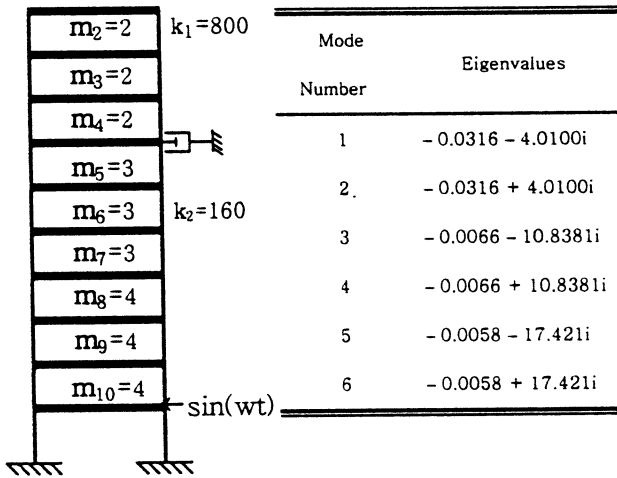 m₂=2
k₁=800
m₃=2
m₄=2
m₅=3
m₆=3
k₂=160
m₇=3
m₈=4
m₉=4
m₁₀=4
sin(wt)
Mode Number Eigenvalues
1 -0.0316 - 4.0100i
2 -0.0316 + 4.0100i
3 -0.0066 - 10.8381i
4 -0.0066 + 10.8381i
5 -0.0058 - 17.421i
6 -0.0058 + 17.421i